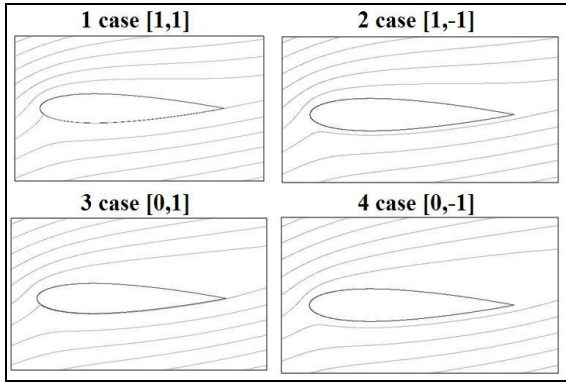 1 case [1,1]
2 case [1,-1]
3 case [0,1]
4 case [0,-1]